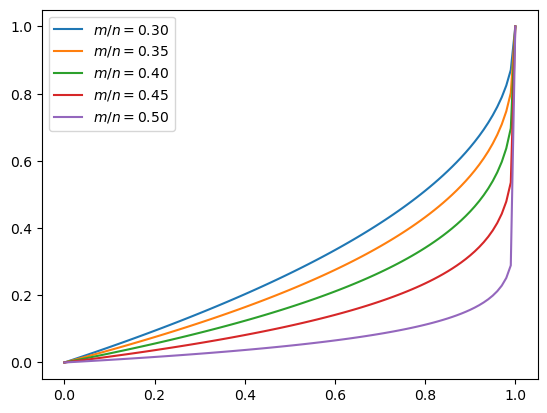 m/n = 0.30
m/n = 0.35
m/n = 0.40
m/n = 0.45
m/n = 0.50
1.0
0.8
0.6
0.4
0.2
0.0
0.0 0.2 0.4 0.6 0.8 1.0